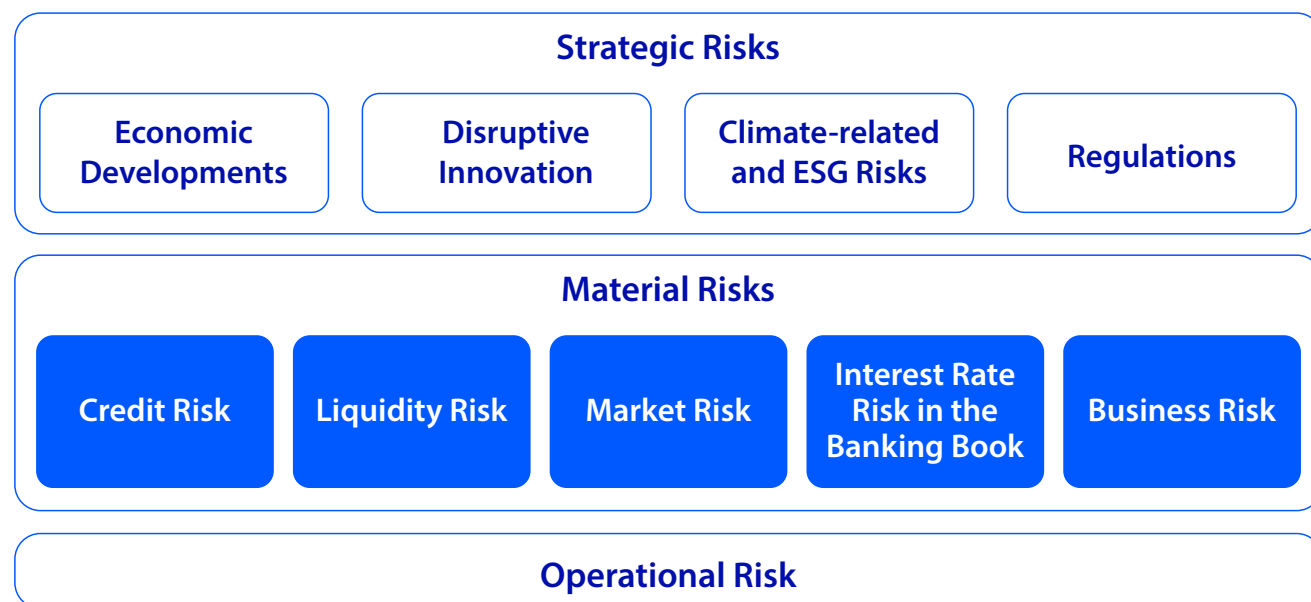 Strategic Risks
Economic
Developments
Disruptive
Innovation
Climate-related
and ESG Risks
Regulations
Material Risks
Credit Risk
Liquidity Risk
Market Risk
Interest Rate
Risk in the
Banking Book
Business Risk
Operational Risk